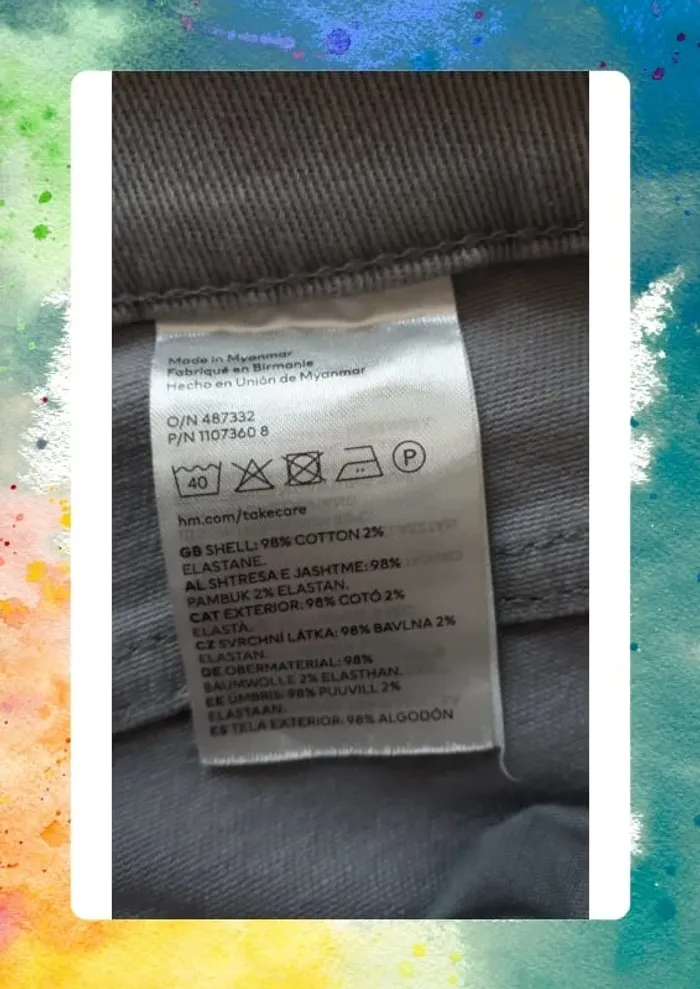 Made in Myanmar
Fabriqué en Birmanie
Hecho en Unión de Myanmar
O/N 487332
P/N 1107360 8
40
P
hm.com/takecare
GB SHELL: 98% COTTON 2%
ELASTANE.
AL SHTRESA E JASHTME: 98%
PAMBUK 2% ELASTAN.
CAT EXTERIOR: 98% COTÓ 2%
ELASTÀ.
CZ SVRCHNÍ LÁTKA: 98% BAVLNA 2%
ELASTAN.
DE OBERMATERIAL: 98%
BAUMWOLLE 2% ELASTHAN.
EE ÜMBRIS: 98% PUUVILL 2%
ELASTAAN.
ES TELA EXTERIOR: 98% ALGODÓN